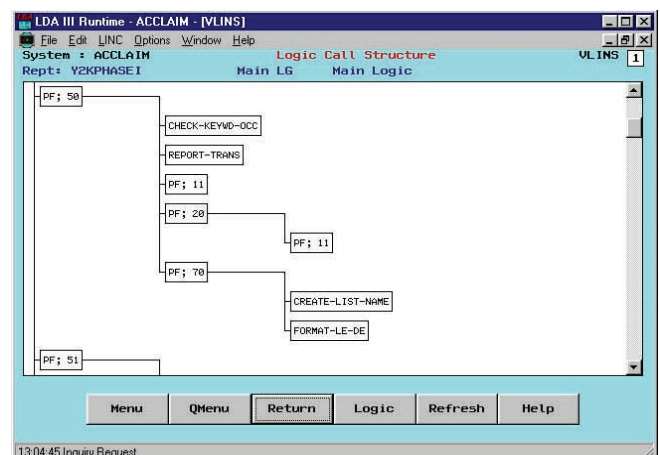 LDA III Runtime - ACCLAIM - [VLINS]
File Edit LINC Options Window Help
System : ACCLAIM Logic Call Structure VLINS 1
Rept: Y2KPHASEI Main LG Main Logic
PF; 50
CHECK-KEYWD-OCC
REPORT-TRANS
PF; 11
PF; 20
PF; 11
PF; 70
CREATE-LIST-NAME
FORMAT-LE-DE
PF; 51
Menu QMenu Return Logic Refresh Help
13:04:45 Inquiry Request